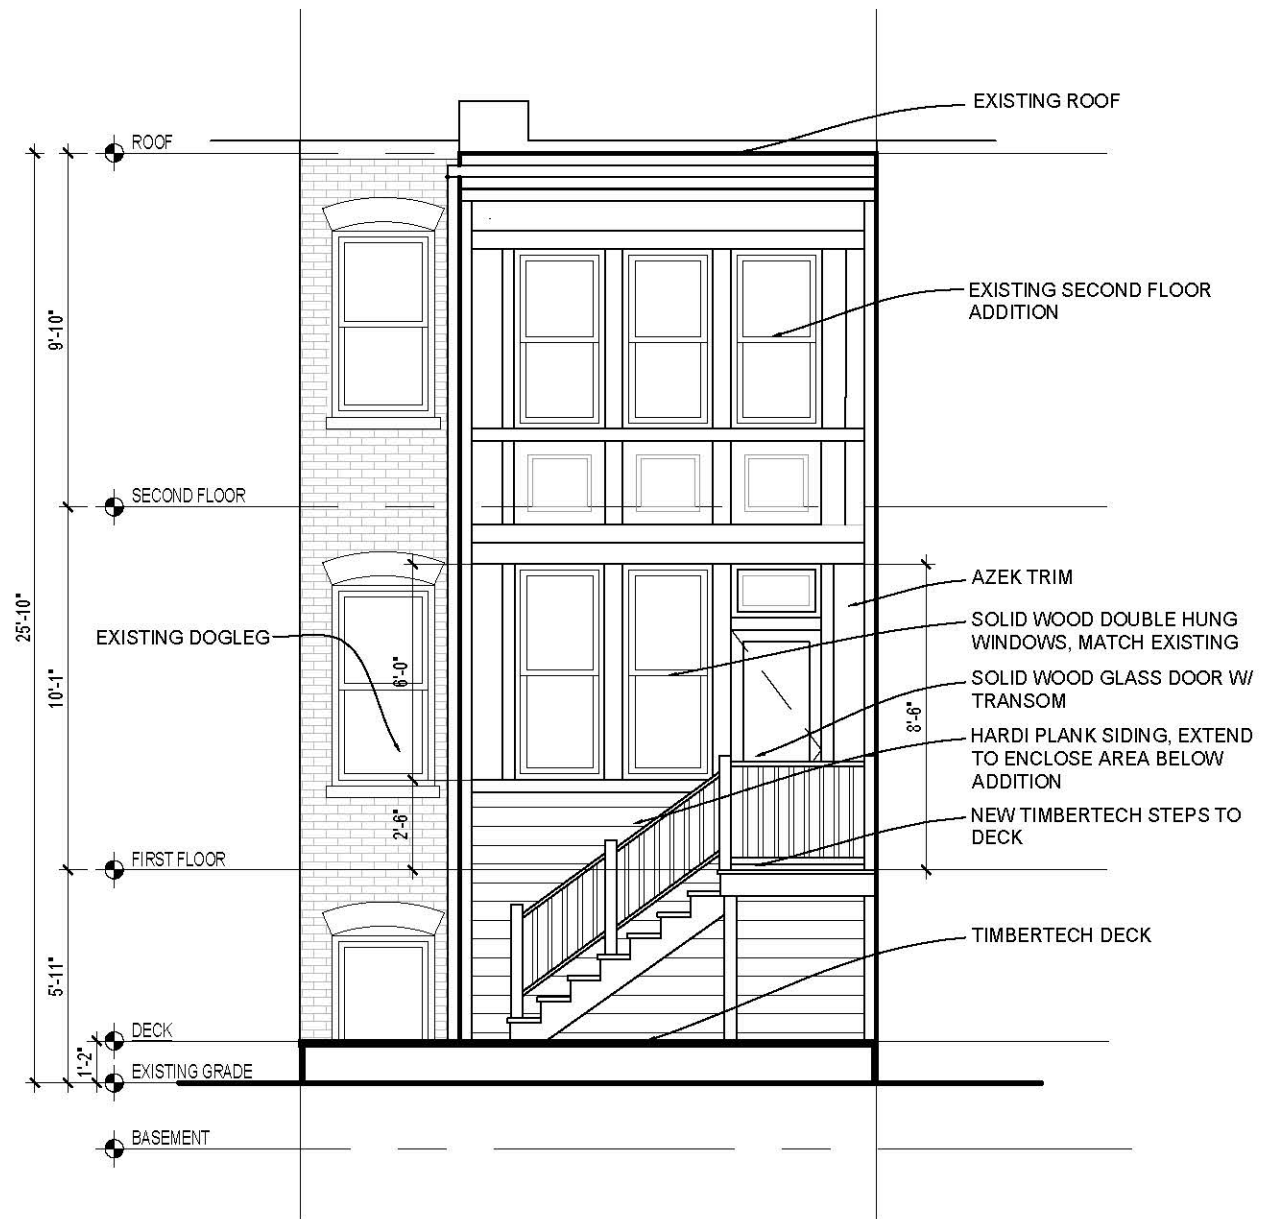 EXISTING ROOF
ROOF
EXISTING SECOND FLOOR
ADDITION
9'-10"
SECOND FLOOR
AZEK TRIM
25'-10"
SOLID WOOD DOUBLE HUNG
WINDOWS, MATCH EXISTING
EXISTING DOGLEG
6'-0"
10'-1"
SOLID WOOD GLASS DOOR W/
TRANSOM
8'-6"
HARDI PLANK SIDING, EXTEND
TO ENCLOSE AREA BELOW
ADDITION
2'-6"
NEW TIMBERTECH STEPS TO
DECK
FIRST FLOOR
TIMBERTECH DECK
5'-11"
DECK
1'-2"
EXISTING GRADE
BASEMENT